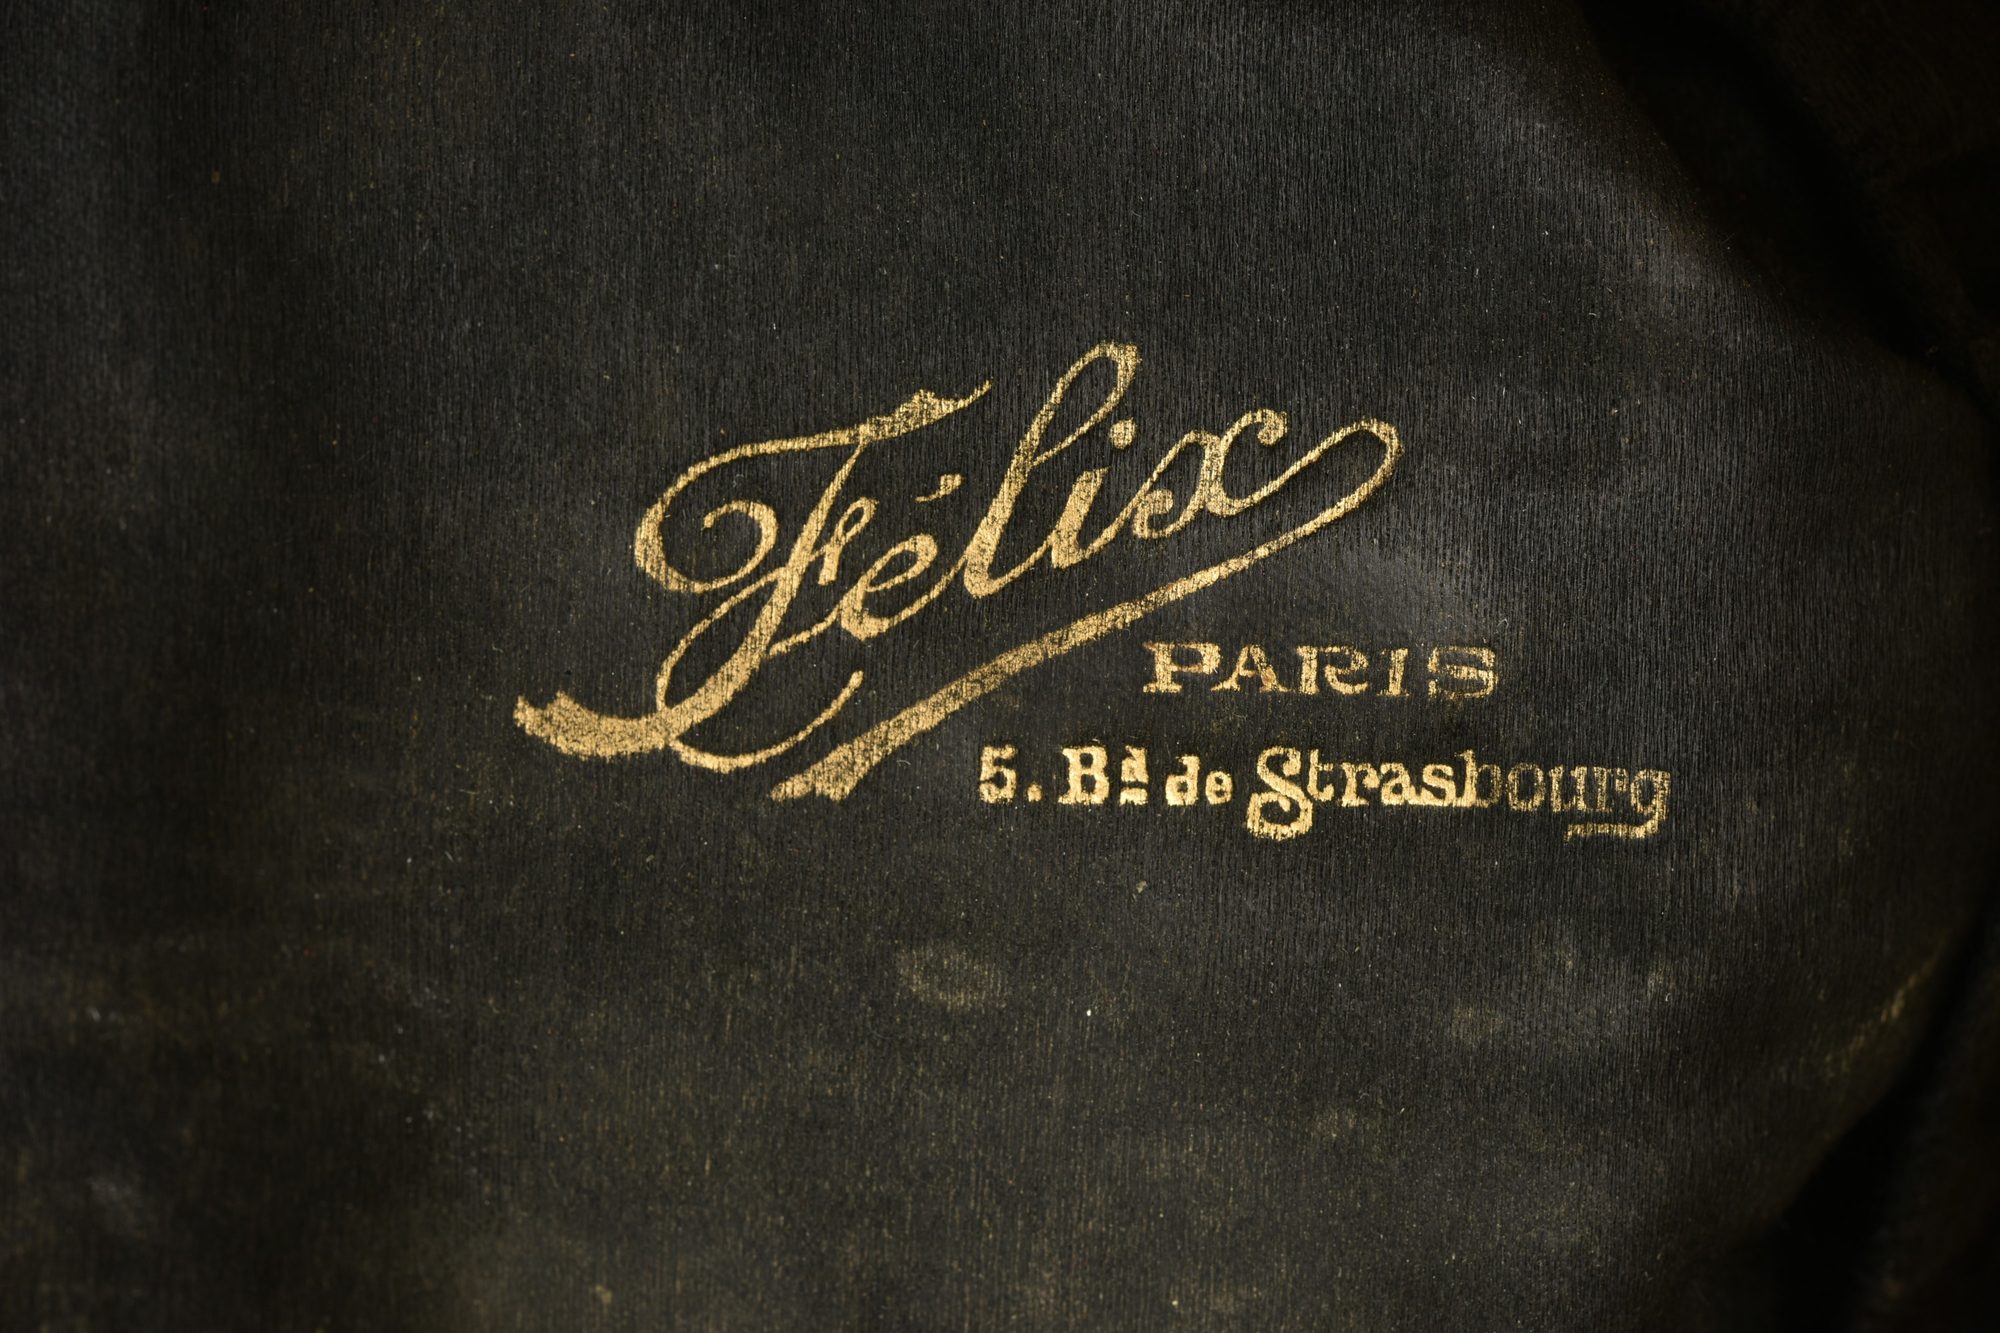 Félix
PARIS
5. Bd de Strasbourg